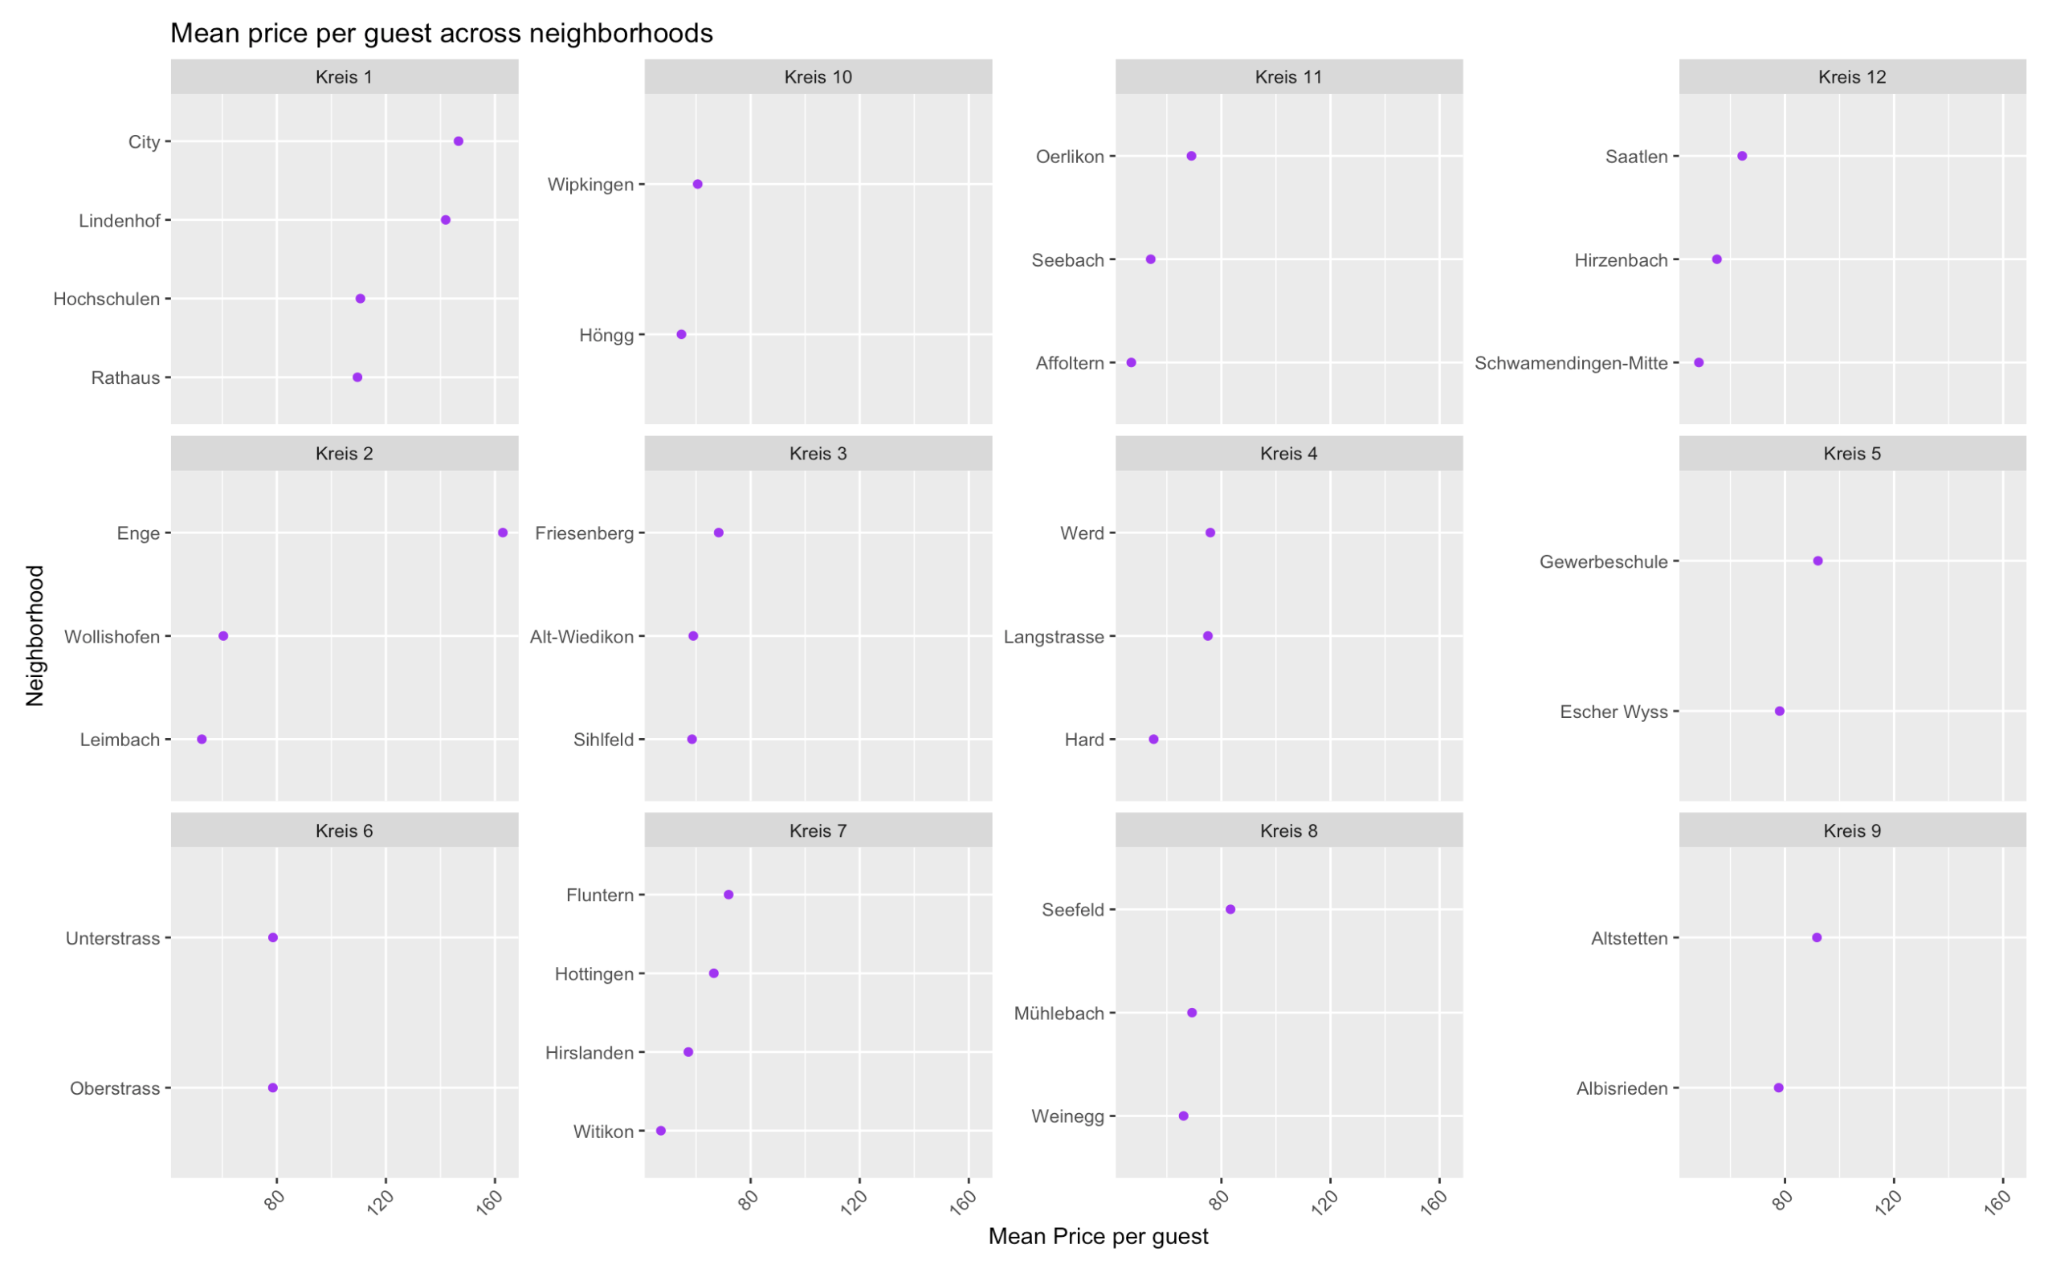 Mean price per guest across neighborhoods
Kreis 1
Kreis 10
Kreis 11
Kreis 12
City
Lindenhof
Hochschulen
Rathaus
Wipkingen
Höngg
Oerlikon
Seebach
Affoltern
Saatlen
Hirzenbach
Schwamendingen-Mitte
Kreis 2
Kreis 3
Kreis 4
Kreis 5
Neighborhood
Enge
Wollishofen
Leimbach
Friesenberg
Alt-Wiedikon
Sihlfeld
Werd
Langstrasse
Hard
Gewerbeschule
Escher Wyss
Kreis 6
Kreis 7
Kreis 8
Kreis 9
Unterstrass
Oberstrass
Fluntern
Hottingen
Hirslanden
Witikon
Seefeld
Mühlebach
Weinegg
Altstetten
Albisrieden
80 120 160
80 120 160
80 120 160
80 120 160
Mean Price per guest